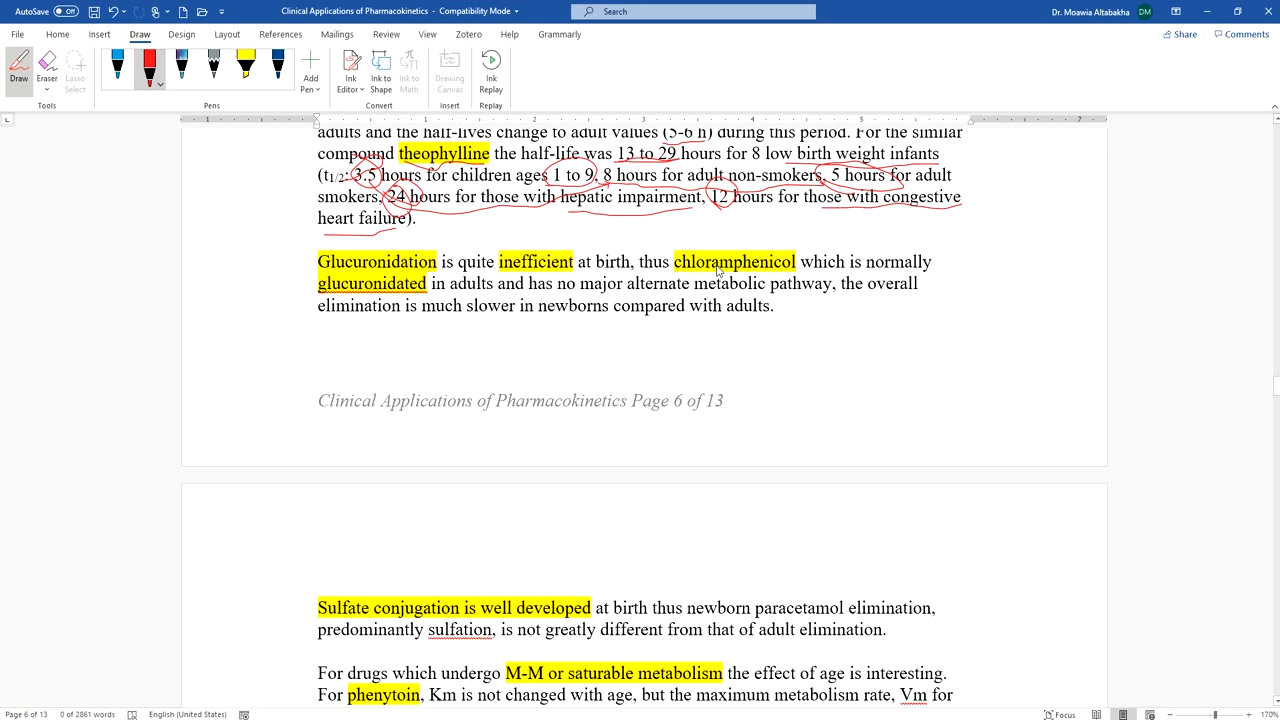 AutoSave Off Clinical Applications of Pharmacokinetics - Compatibility Mode Search Dr. Moawia Altabakha DM
File Home Insert Draw Design Layout References Mailings Review View Zotero Help Grammarly Share Comments
Draw Eraser Lasso Select Add Pen Ink Editor Ink to Shape Ink to Math Drawing Canvas Ink Replay
Tools Pens Convert Insert Replay
1 1 2 3 4 5 6 7
adults and the half-lives change to adult values (5-6 h) during this period. For the similar
compound theophylline the half-life was 13 to 29 hours for 8 low birth weight infants
(t1/2: 3.5 hours for children ages 1 to 9, 8 hours for adult non-smokers, 5 hours for adult
smokers, 24 hours for those with hepatic impairment, 12 hours for those with congestive
heart failure).
Glucuronidation is quite inefficient at birth, thus chloramphenicol which is normally
glucuronidated in adults and has no major alternate metabolic pathway, the overall
elimination is much slower in newborns compared with adults.
Clinical Applications of Pharmacokinetics Page 6 of 13
Sulfate conjugation is well developed at birth thus newborn paracetamol elimination,
predominantly sulfation, is not greatly different from that of adult elimination.
For drugs which undergo M-M or saturable metabolism the effect of age is interesting.
For phenytoin, Km is not changed with age, but the maximum metabolism rate, Vm for
Page 6 of 13 0 of 2861 words English (United States) Focus 170%